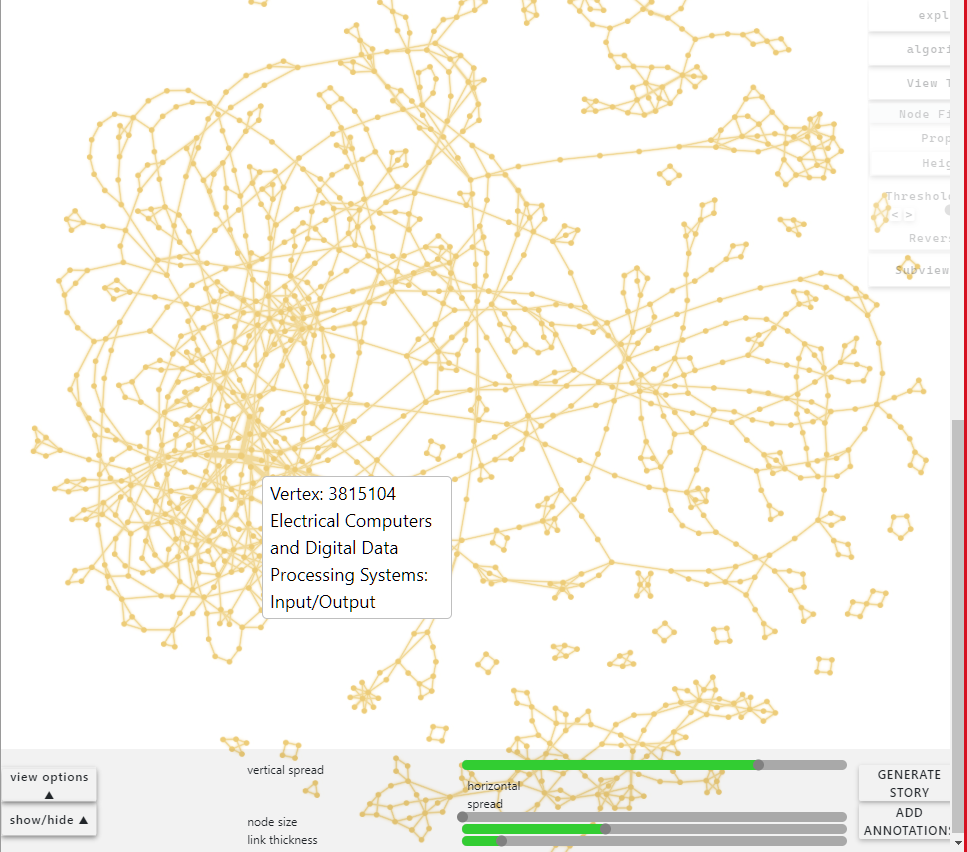 expl
algori
View T
Node Fi
Prop
Heig
Threshold
< >
Revers
Subview
Vertex: 3815104
Electrical Computers
and Digital Data
Processing Systems:
Input/Output
view options
▲
show/hide ▲
vertical spread
horizontal
spread
node size
link thickness
GENERATE
STORY
ADD
ANNOTATIONS